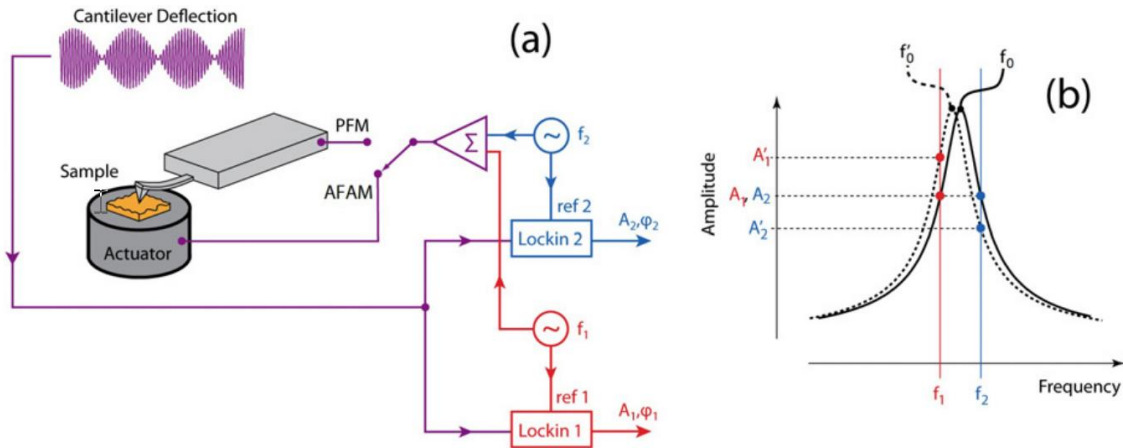 Cantilever Deflection
(a)
PFM
Σ
~
f₂
Sample
AFAM
ref 2
A₂,φ₂
Actuator
Lockin 2
~
f₁
ref 1
A₁,φ₁
Lockin 1
(b)
f'₀
f₀
Amplitude
A'₁
A₁, A₂
A'₂
f₁
f₂
Frequency